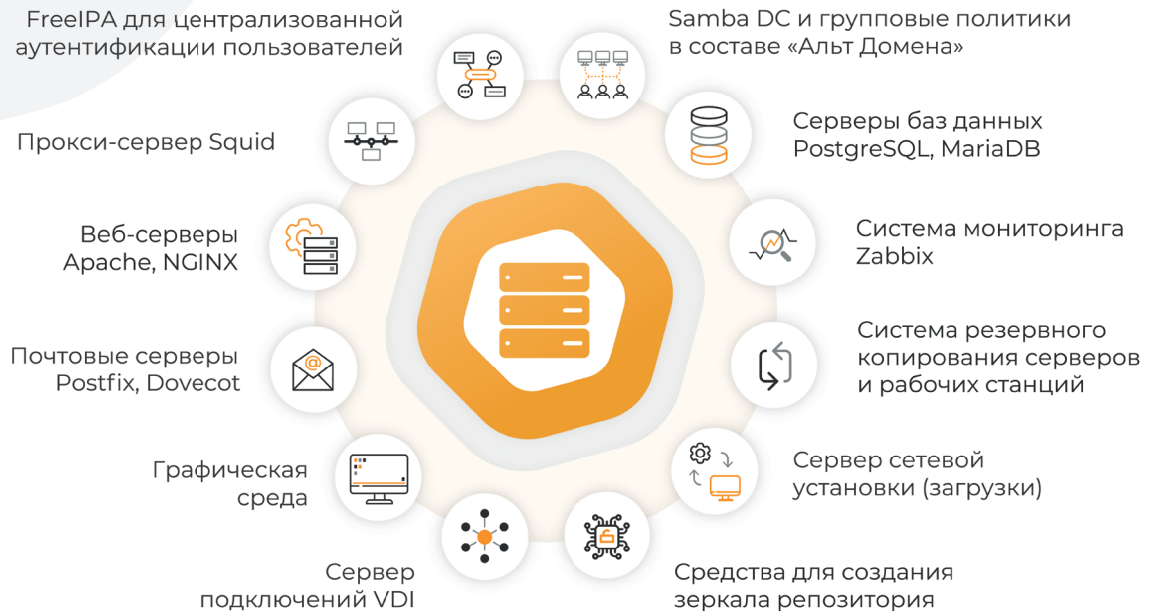 FreeIPA для централизованной
аутентификации пользователей
Samba DC и групповые политики
в составе «Альт Домена»
Прокси-сервер Squid
Серверы баз данных
PostgreSQL, MariaDB
Веб-серверы
Apache, NGINX
Система мониторинга
Zabbix
Почтовые серверы
Postfix, Dovecot
Система резервного
копирования серверов
и рабочих станций
Графическая
среда
Сервер сетевой
установки (загрузки)
Сервер
подключений VDI
Средства для создания
зеркала репозитория
@